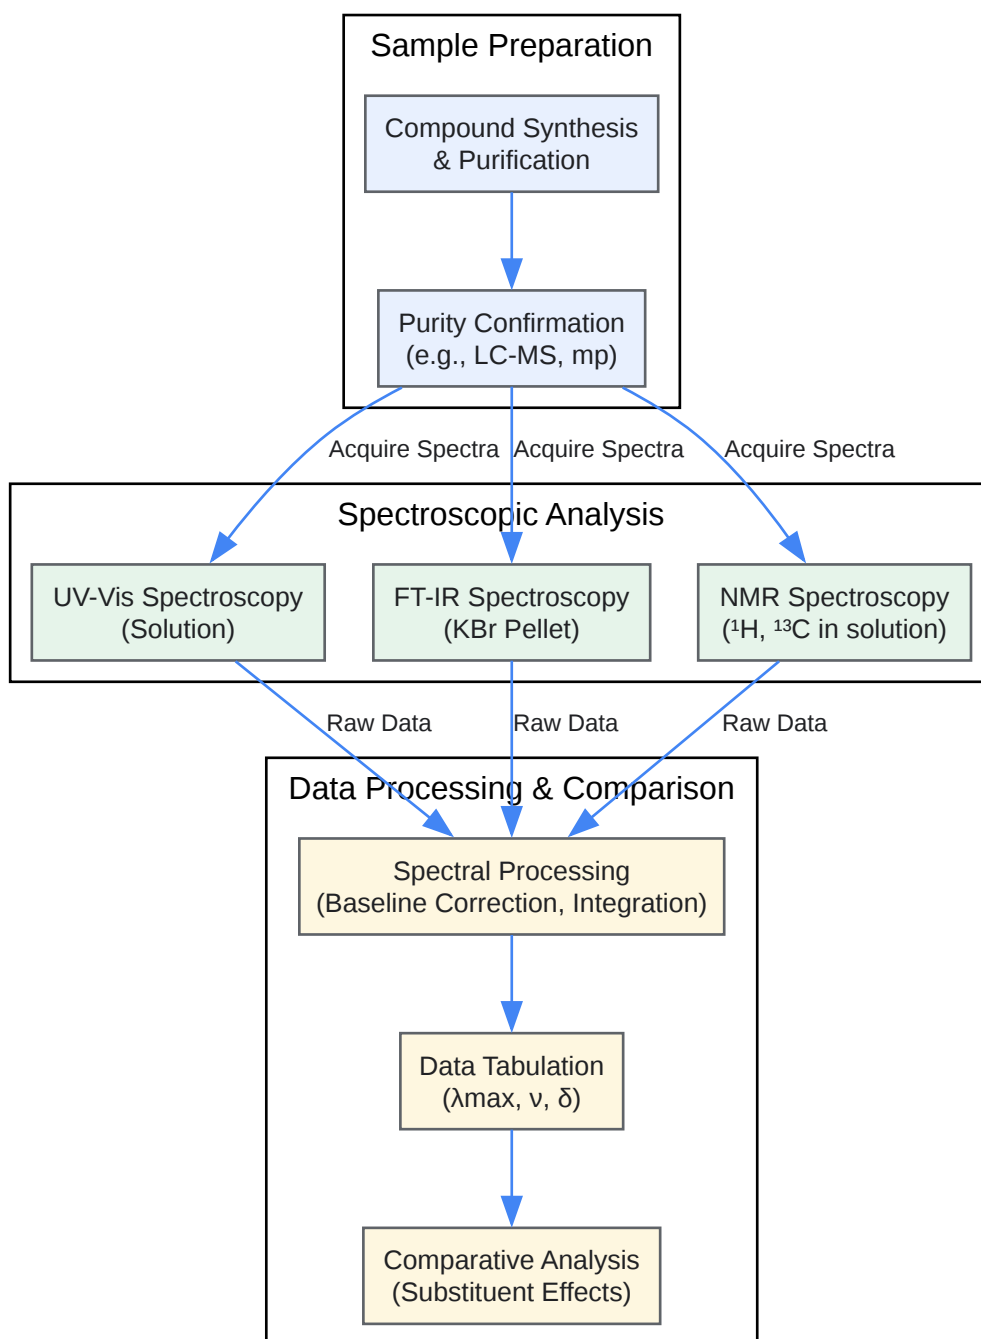 Sample Preparation
Compound Synthesis
& Purification
Purity Confirmation
(e.g., LC-MS, mp)
Acquire Spectra
Acquire Spectra
Acquire Spectra
Spectroscopic Analysis
UV-Vis Spectroscopy
(Solution)
FT-IR Spectroscopy
(KBr Pellet)
NMR Spectroscopy
(¹H, ¹³C in solution)
Raw Data
Raw Data
Raw Data
Data Processing & Comparison
Spectral Processing
(Baseline Correction, Integration)
Data Tabulation
(λmax, ν, δ)
Comparative Analysis
(Substituent Effects)